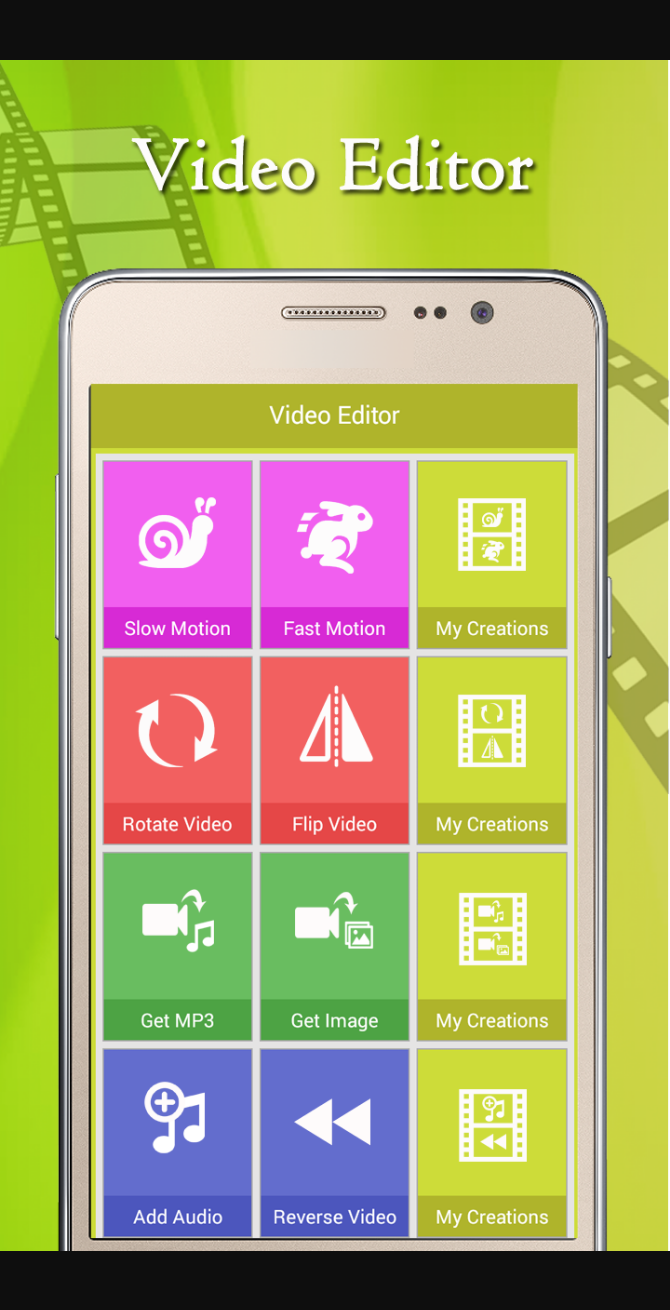 Video Editor
Video Editor
Slow Motion
Fast Motion
My Creations
Rotate Video
Flip Video
My Creations
Get MP3
Get Image
My Creations
Add Audio
Reverse Video
My Creations